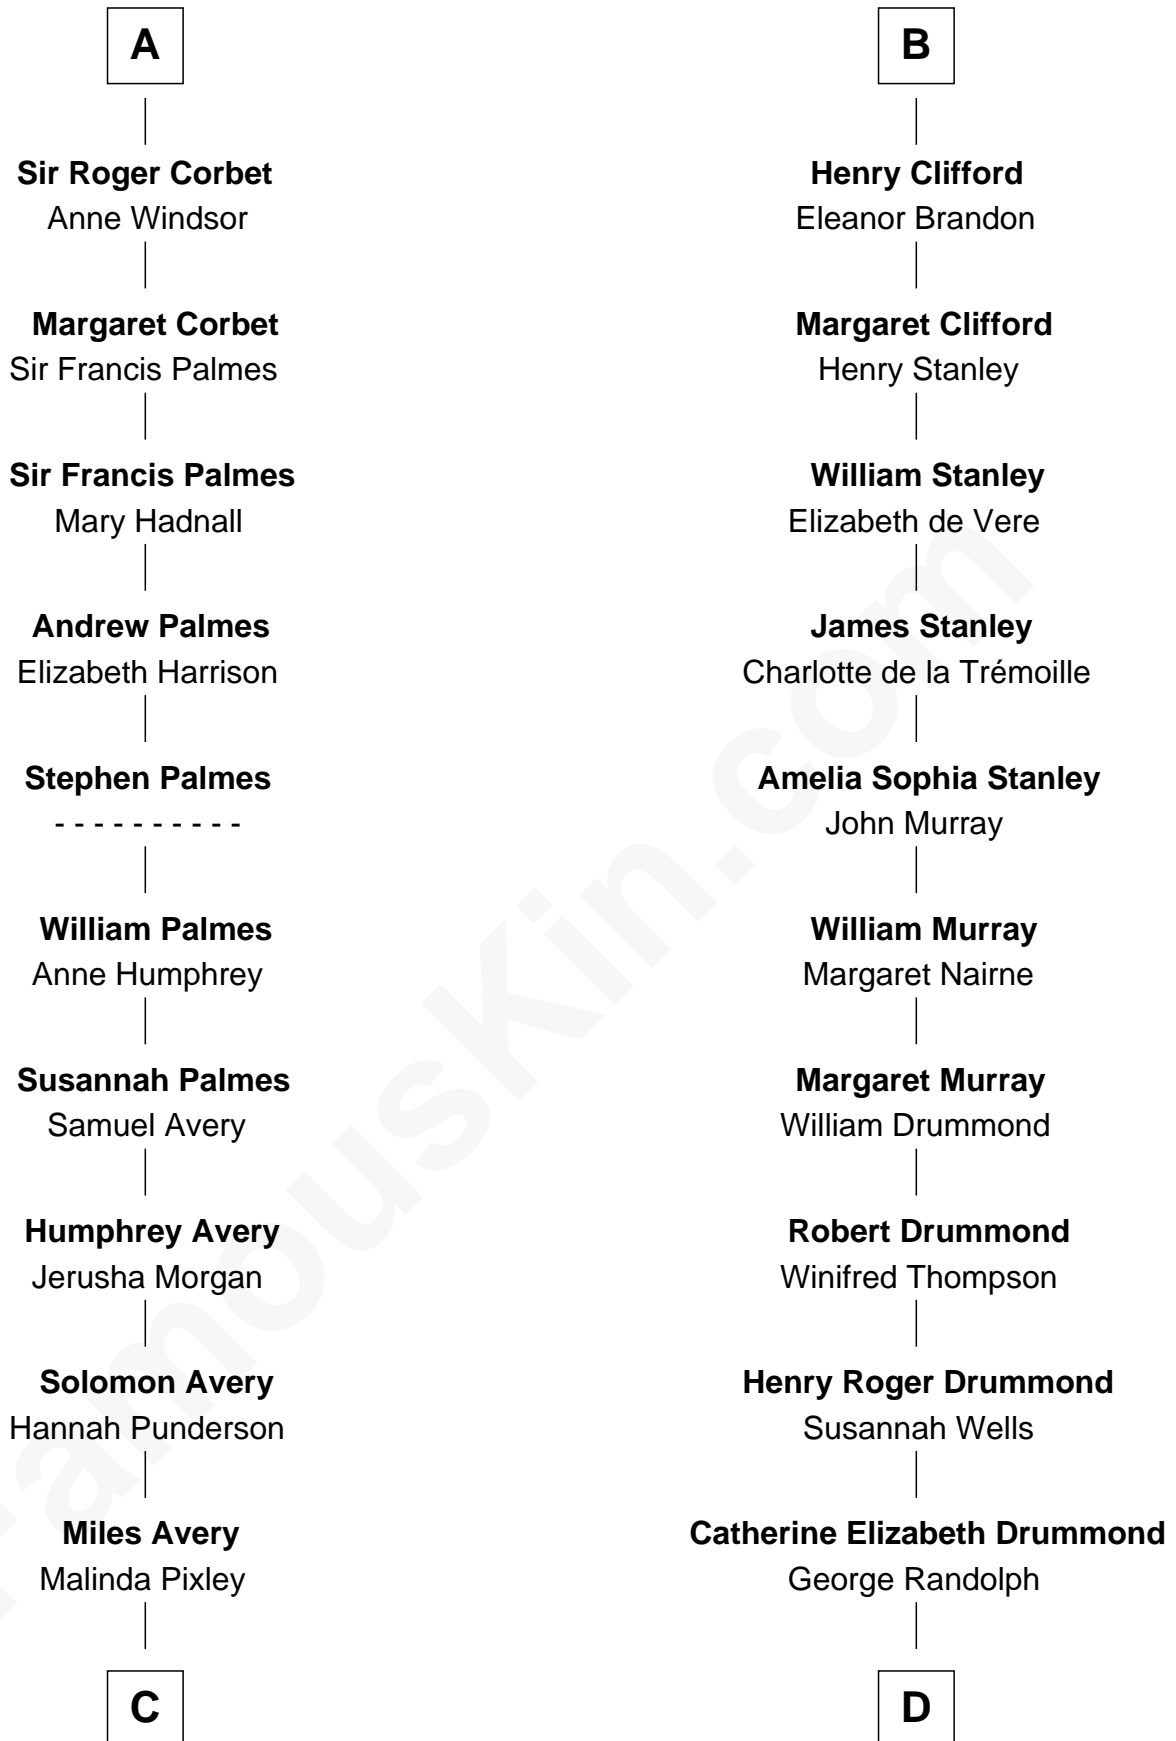 A
Sir Roger Corbet
Anne Windsor
Margaret Corbet
Sir Francis Palmes
Sir Francis Palmes
Mary Hadnall
Andrew Palmes
Elizabeth Harrison
Stephen Palmes
- - - - - - - - - -
William Palmes
Anne Humphrey
Susannah Palmes
Samuel Avery
Humphrey Avery
Jerusha Morgan
Solomon Avery
Hannah Punderson
Miles Avery
Malinda Pixley
C
B
Henry Clifford
Eleanor Brandon
Margaret Clifford
Henry Stanley
William Stanley
Elizabeth de Vere
James Stanley
Charlotte de la Trémoille
Amelia Sophia Stanley
John Murray
William Murray
Margaret Nairne
Margaret Murray
William Drummond
Robert Drummond
Winifred Thompson
Henry Roger Drummond
Susannah Wells
Catherine Elizabeth Drummond
George Randolph
D
FamousKin.com